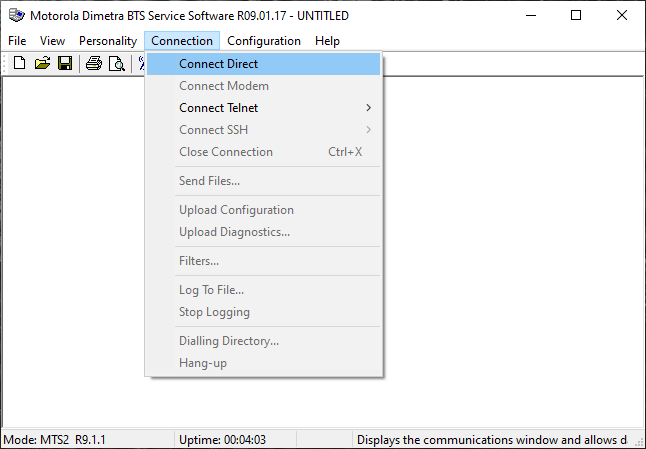 Motorola Dimetra BTS Service Software R09.01.17 - UNTITLED
File View Personality Connection Configuration Help
Connect Direct
Connect Modem
Connect Telnet
Connect SSH
Close Connection Ctrl+X
Send Files...
Upload Configuration
Upload Diagnostics...
Filters...
Log To File...
Stop Logging
Dialling Directory...
Hang-up
Mode: MTS2 R9.1.1 Uptime: 00:04:03 Displays the communications window and allows d